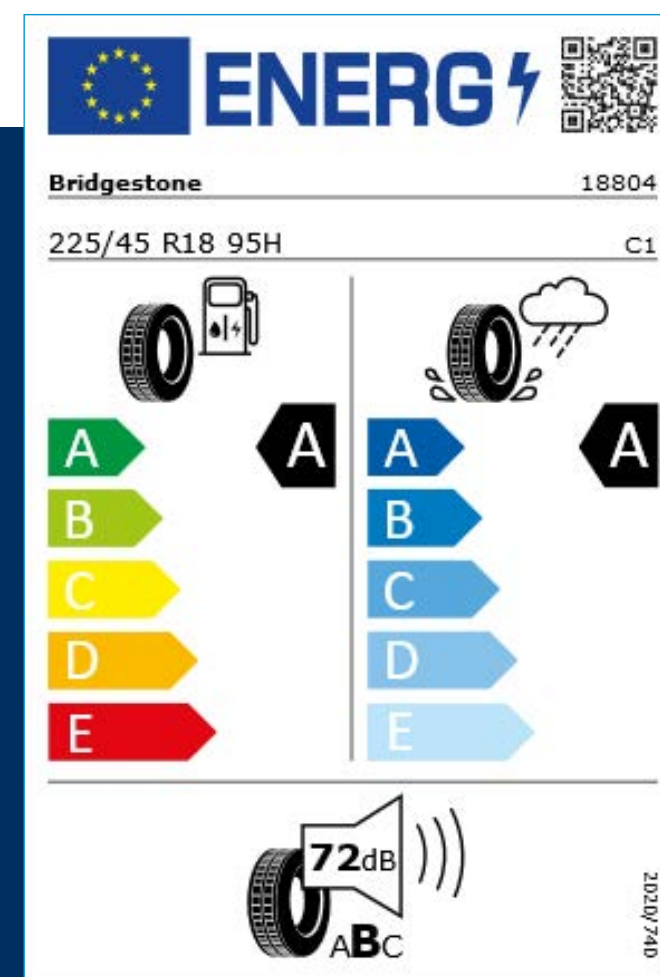 ENERG
Bridgestone 18804
225/45 R18 95H C1
A A A A
B B
C C
D D
E E
72dB
ABC
2020/740